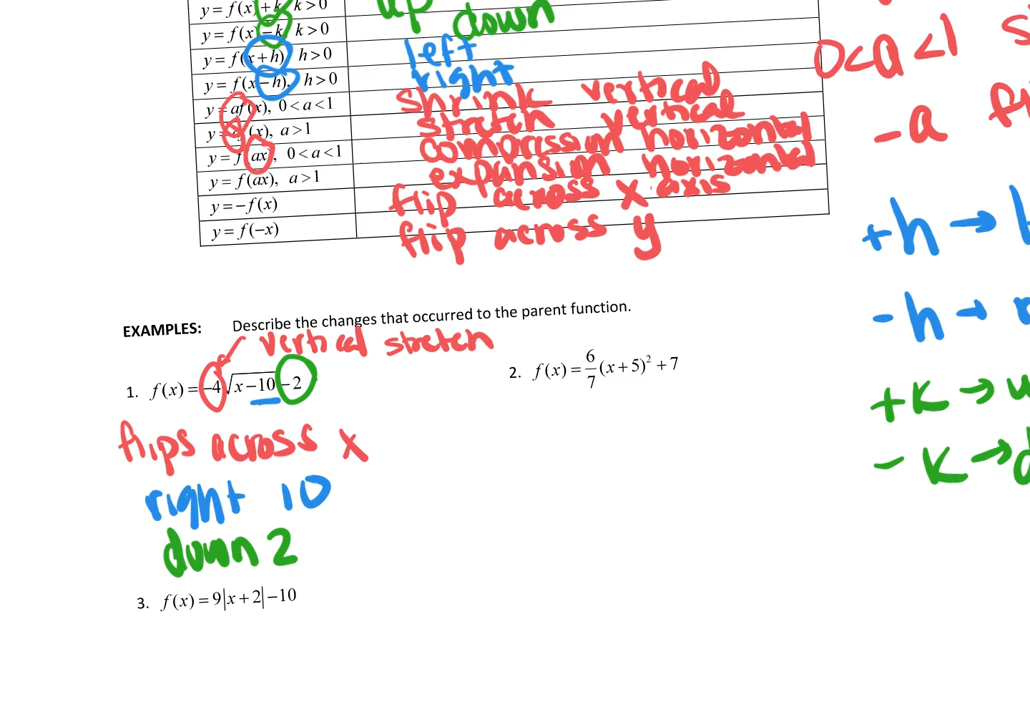 y = f(x)+k, k > 0 up
y = f(x)−k, k > 0 down
y = f(x+h), h > 0 left
y = f(x−h), h > 0 right
y = af(x), 0 < a < 1 shrink vertical
y = af(x), a > 1 stretch vertical
y = f(ax), 0 < a < 1 compression horizontal
y = f(ax), a > 1 expansion horizontal
y = −f(x) flip across x axis
y = f(−x) flip across y
0<a<1
-a
+h →
-h →
+k →
-k →
EXAMPLES: Describe the changes that occurred to the parent function.
vertical stretch
1. f(x) = −4√x−10 −2
flips across x
right 10
down 2
2. f(x) = 6/7 (x+5)² + 7
3. f(x) = 9|x+2|−10